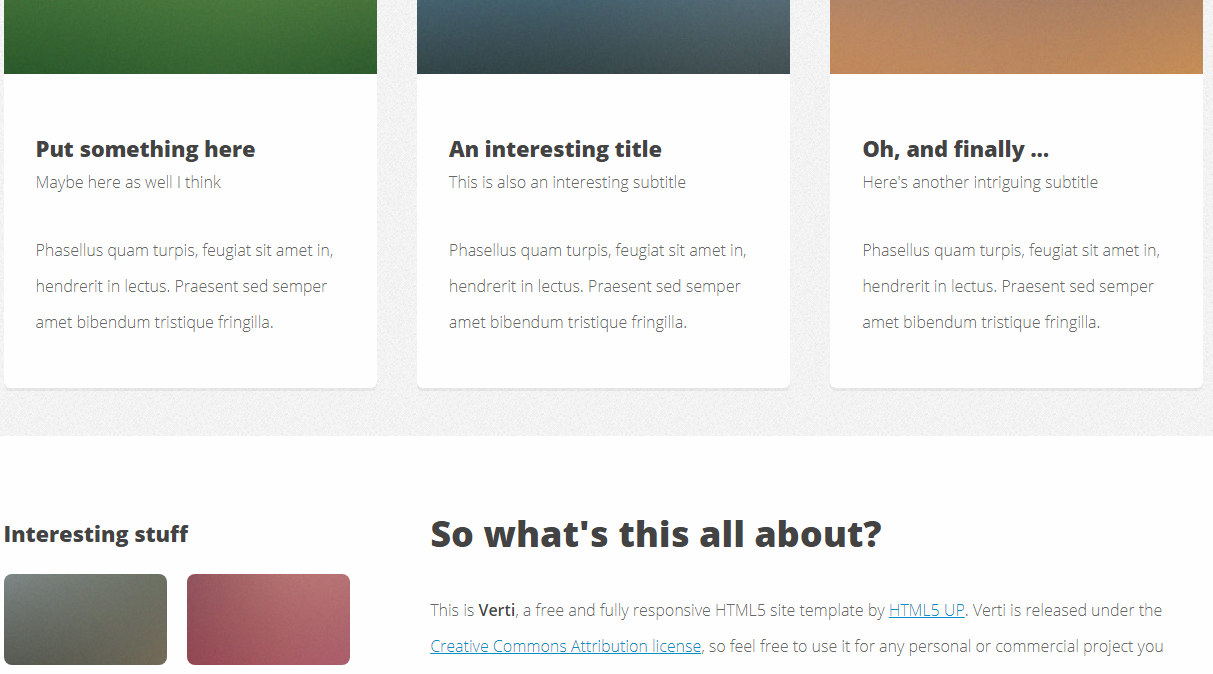 Put something here
Maybe here as well I think
Phasellus quam turpis, feugiat sit amet in,
hendrerit in lectus. Praesent sed semper
amet bibendum tristique fringilla.
An interesting title
This is also an interesting subtitle
Phasellus quam turpis, feugiat sit amet in,
hendrerit in lectus. Praesent sed semper
amet bibendum tristique fringilla.
Oh, and finally ...
Here's another intriguing subtitle
Phasellus quam turpis, feugiat sit amet in,
hendrerit in lectus. Praesent sed semper
amet bibendum tristique fringilla.
Interesting stuff
So what's this all about?
This is Verti, a free and fully responsive HTML5 site template by HTML5 UP. Verti is released under the
Creative Commons Attribution license, so feel free to use it for any personal or commercial project you